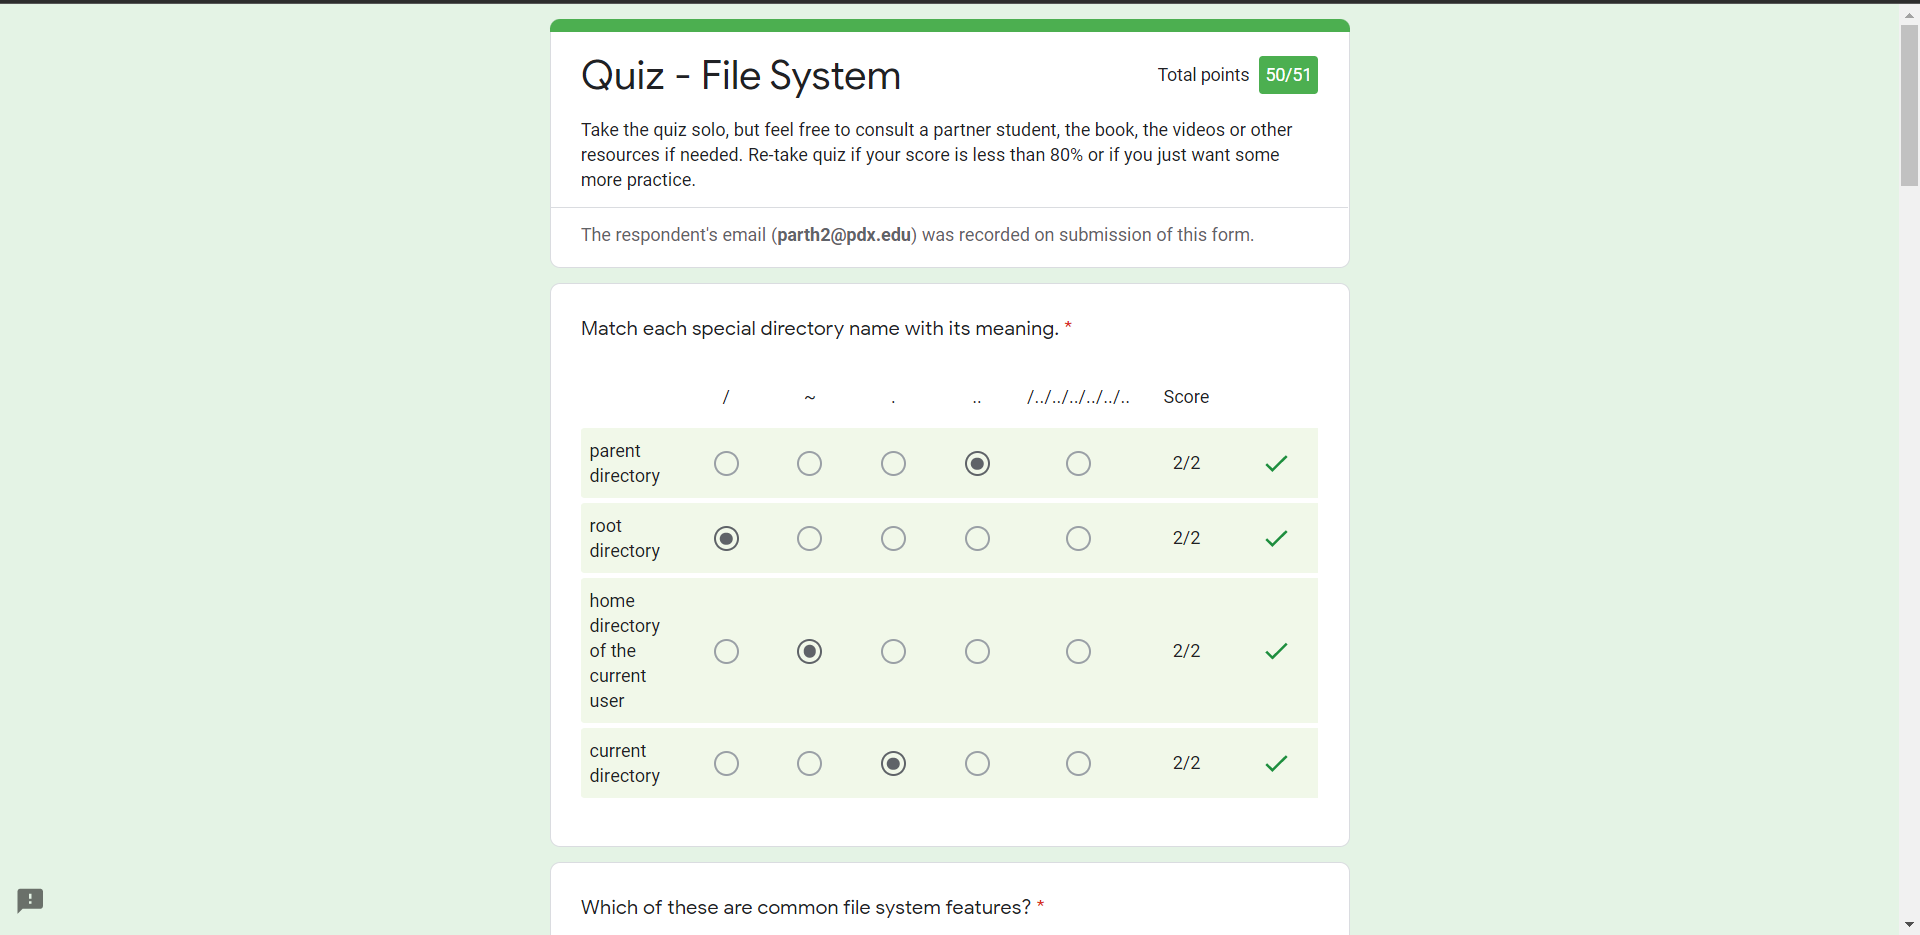 Quiz - File System
Total points 50/51
Take the quiz solo, but feel free to consult a partner student, the book, the videos or other
resources if needed. Re-take quiz if your score is less than 80% or if you just want some
more practice.
The respondent's email (parth2@pdx.edu) was recorded on submission of this form.
Match each special directory name with its meaning. *
/ ~ . .. /../../../../../.. Score
parent
directory
2/2
root
directory
2/2
home
directory
of the
current
user
2/2
current
directory
2/2
Which of these are common file system features? *